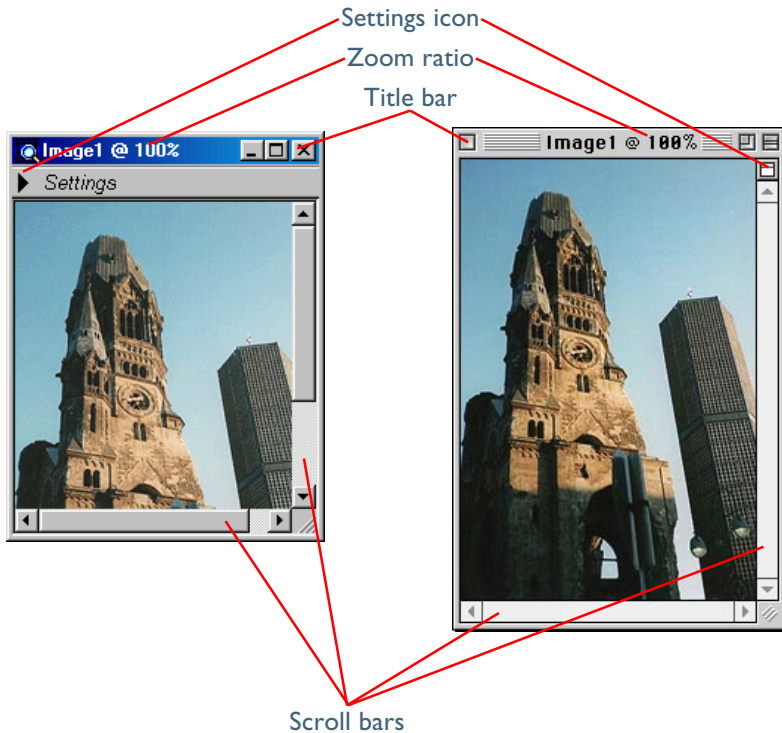 Settings icon
Zoom ratio
Title bar
Image1 @ 100%
Settings
Image1 @ 100%
Scroll bars